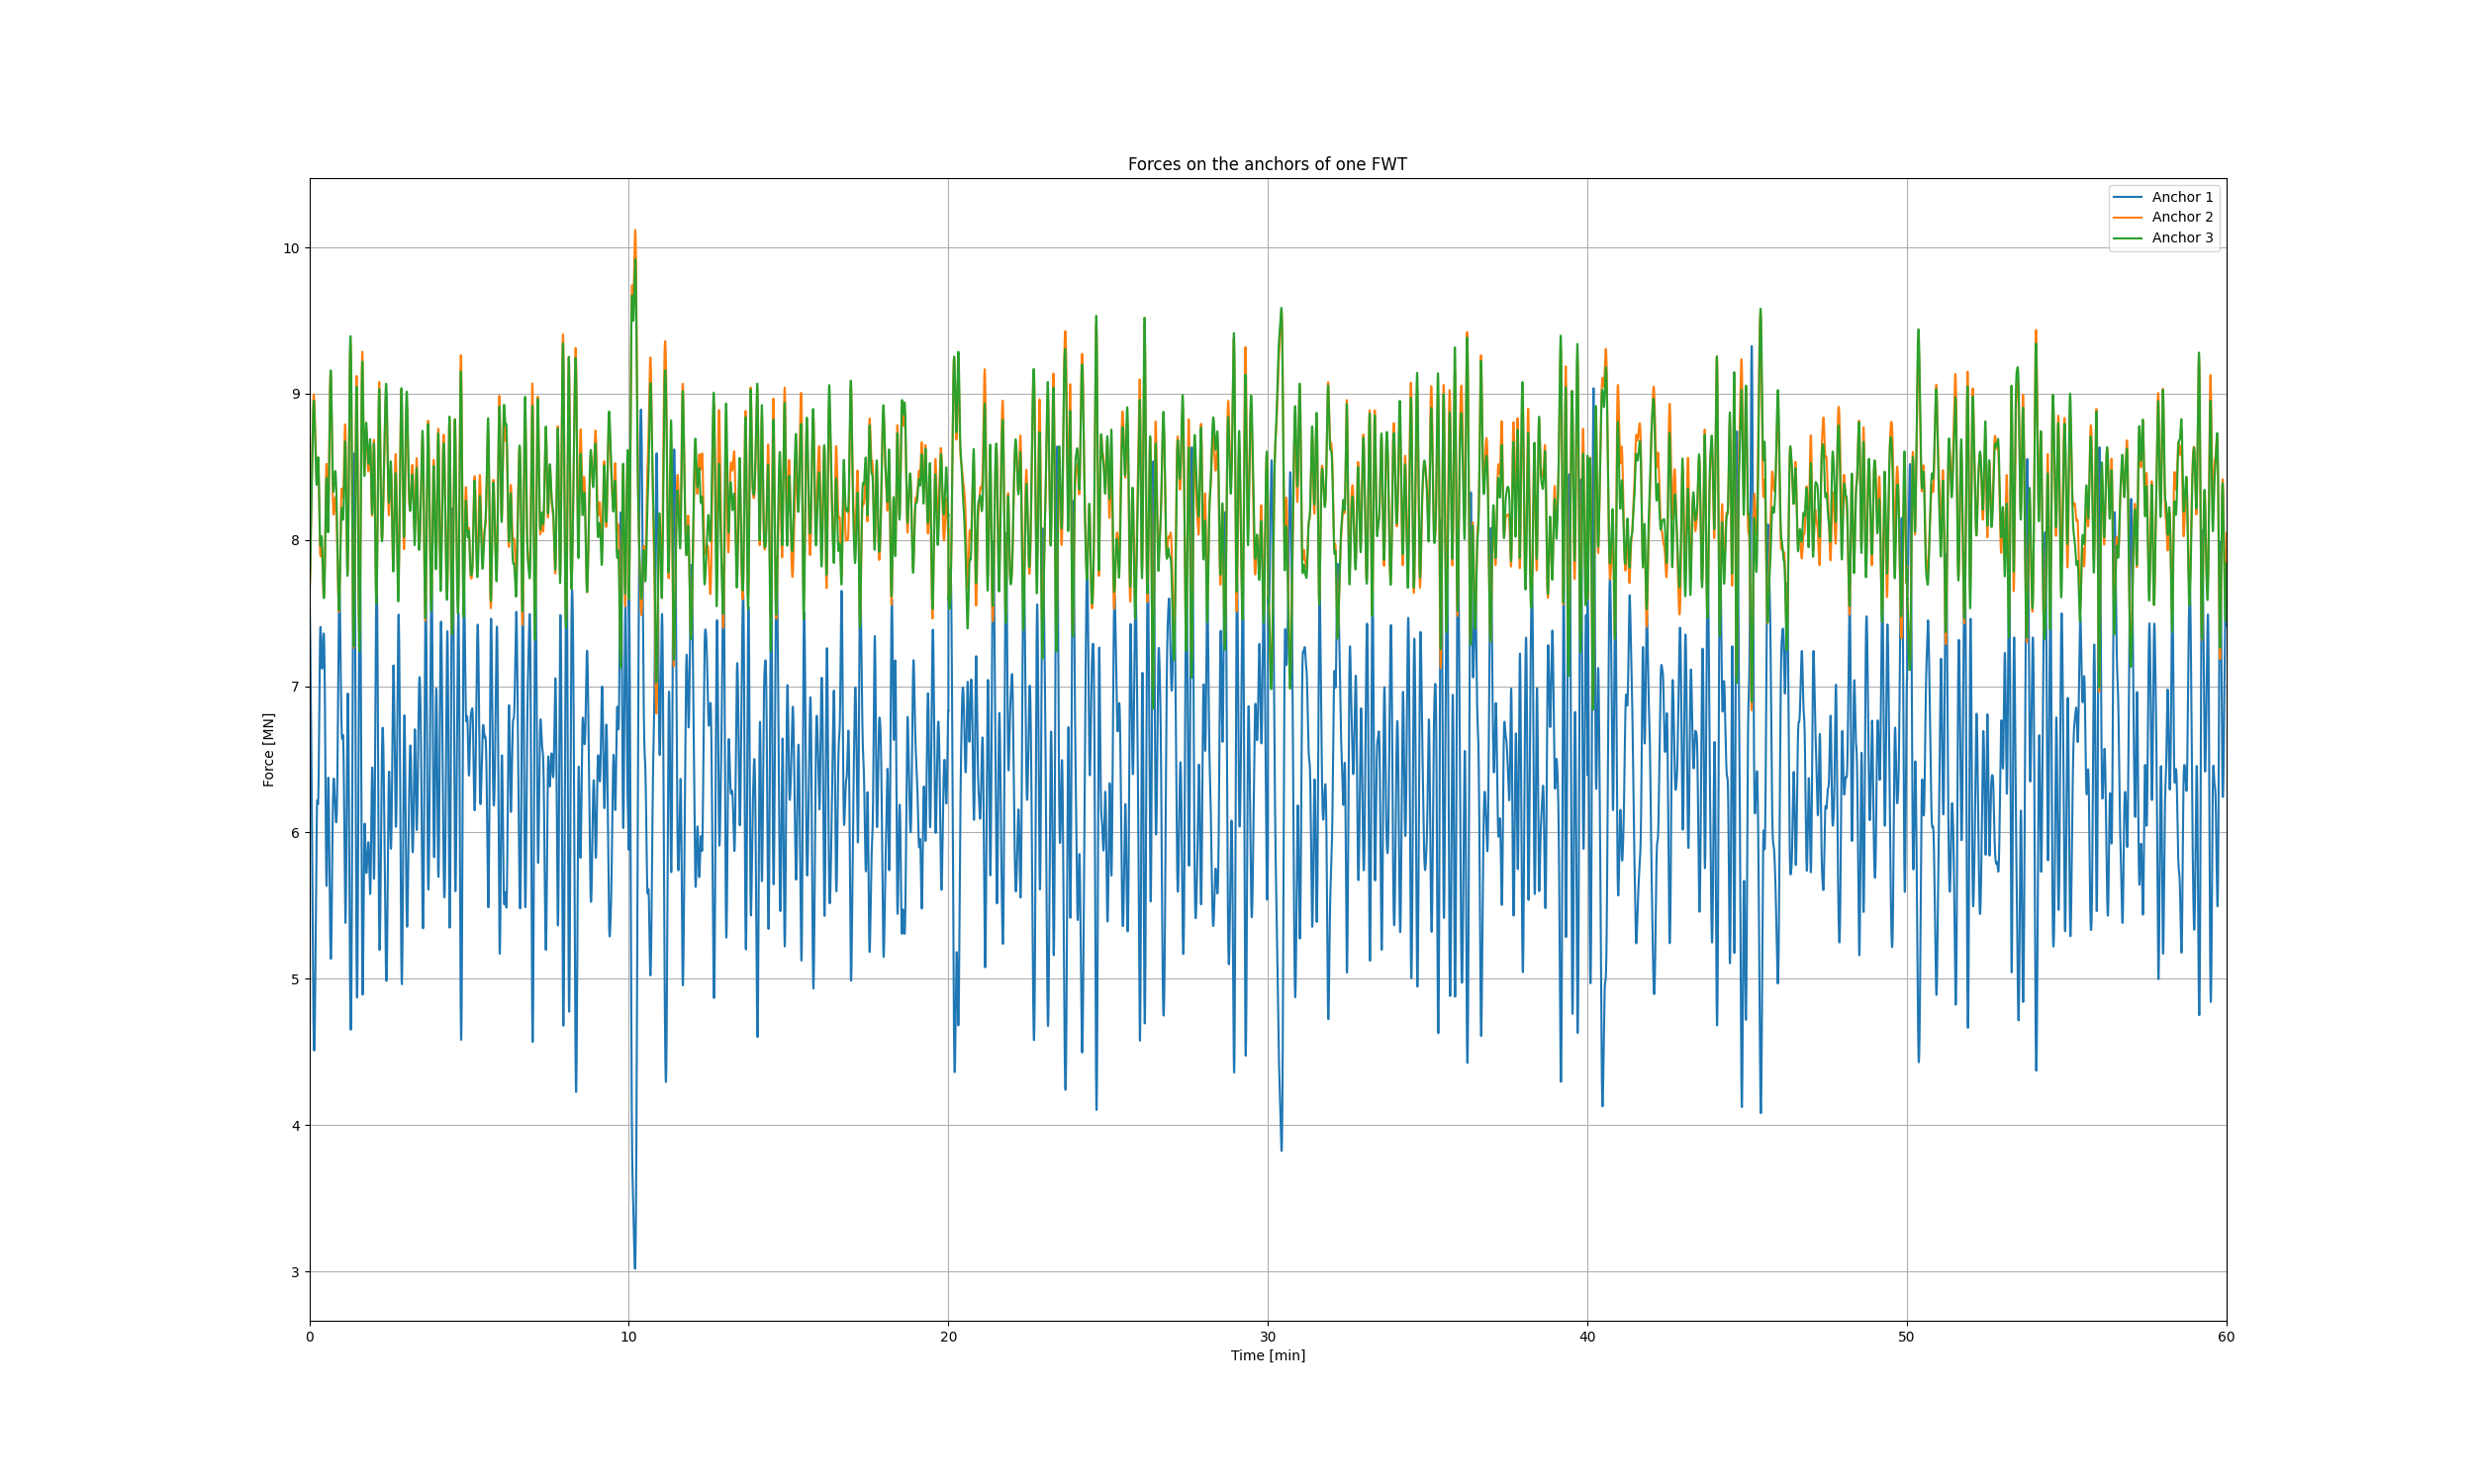 Forces on the anchors of one FWT
Anchor 1
Anchor 2
Anchor 3
Force [MN]
10
9
8
7
6
5
4
3
0 10 20 30 40 50 60
Time [min]